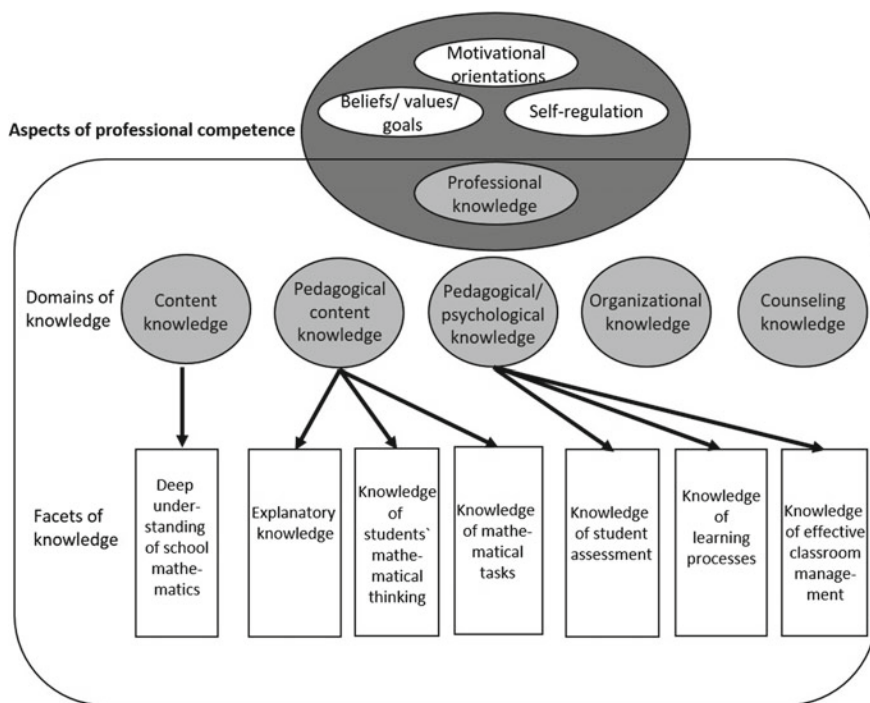 Motivational
orientations
Beliefs/ values/
goals
Self-regulation
Aspects of professional competence
Professional
knowledge
Domains of
knowledge
Content
knowledge
Pedagogical
content
knowledge
Pedagogical/
psychological
knowledge
Organizational
knowledge
Counseling
knowledge
Facets of
knowledge
Deep
under-
standing
of school
mathe-
matics
Explanatory
knowledge
Knowledge
of
students`
mathe-
matical
thinking
Knowledge
of mathe-
matical
tasks
Knowledge
of student
assessment
Knowledge
of
learning
processes
Knowledge
of effective
classroom
manage-
ment